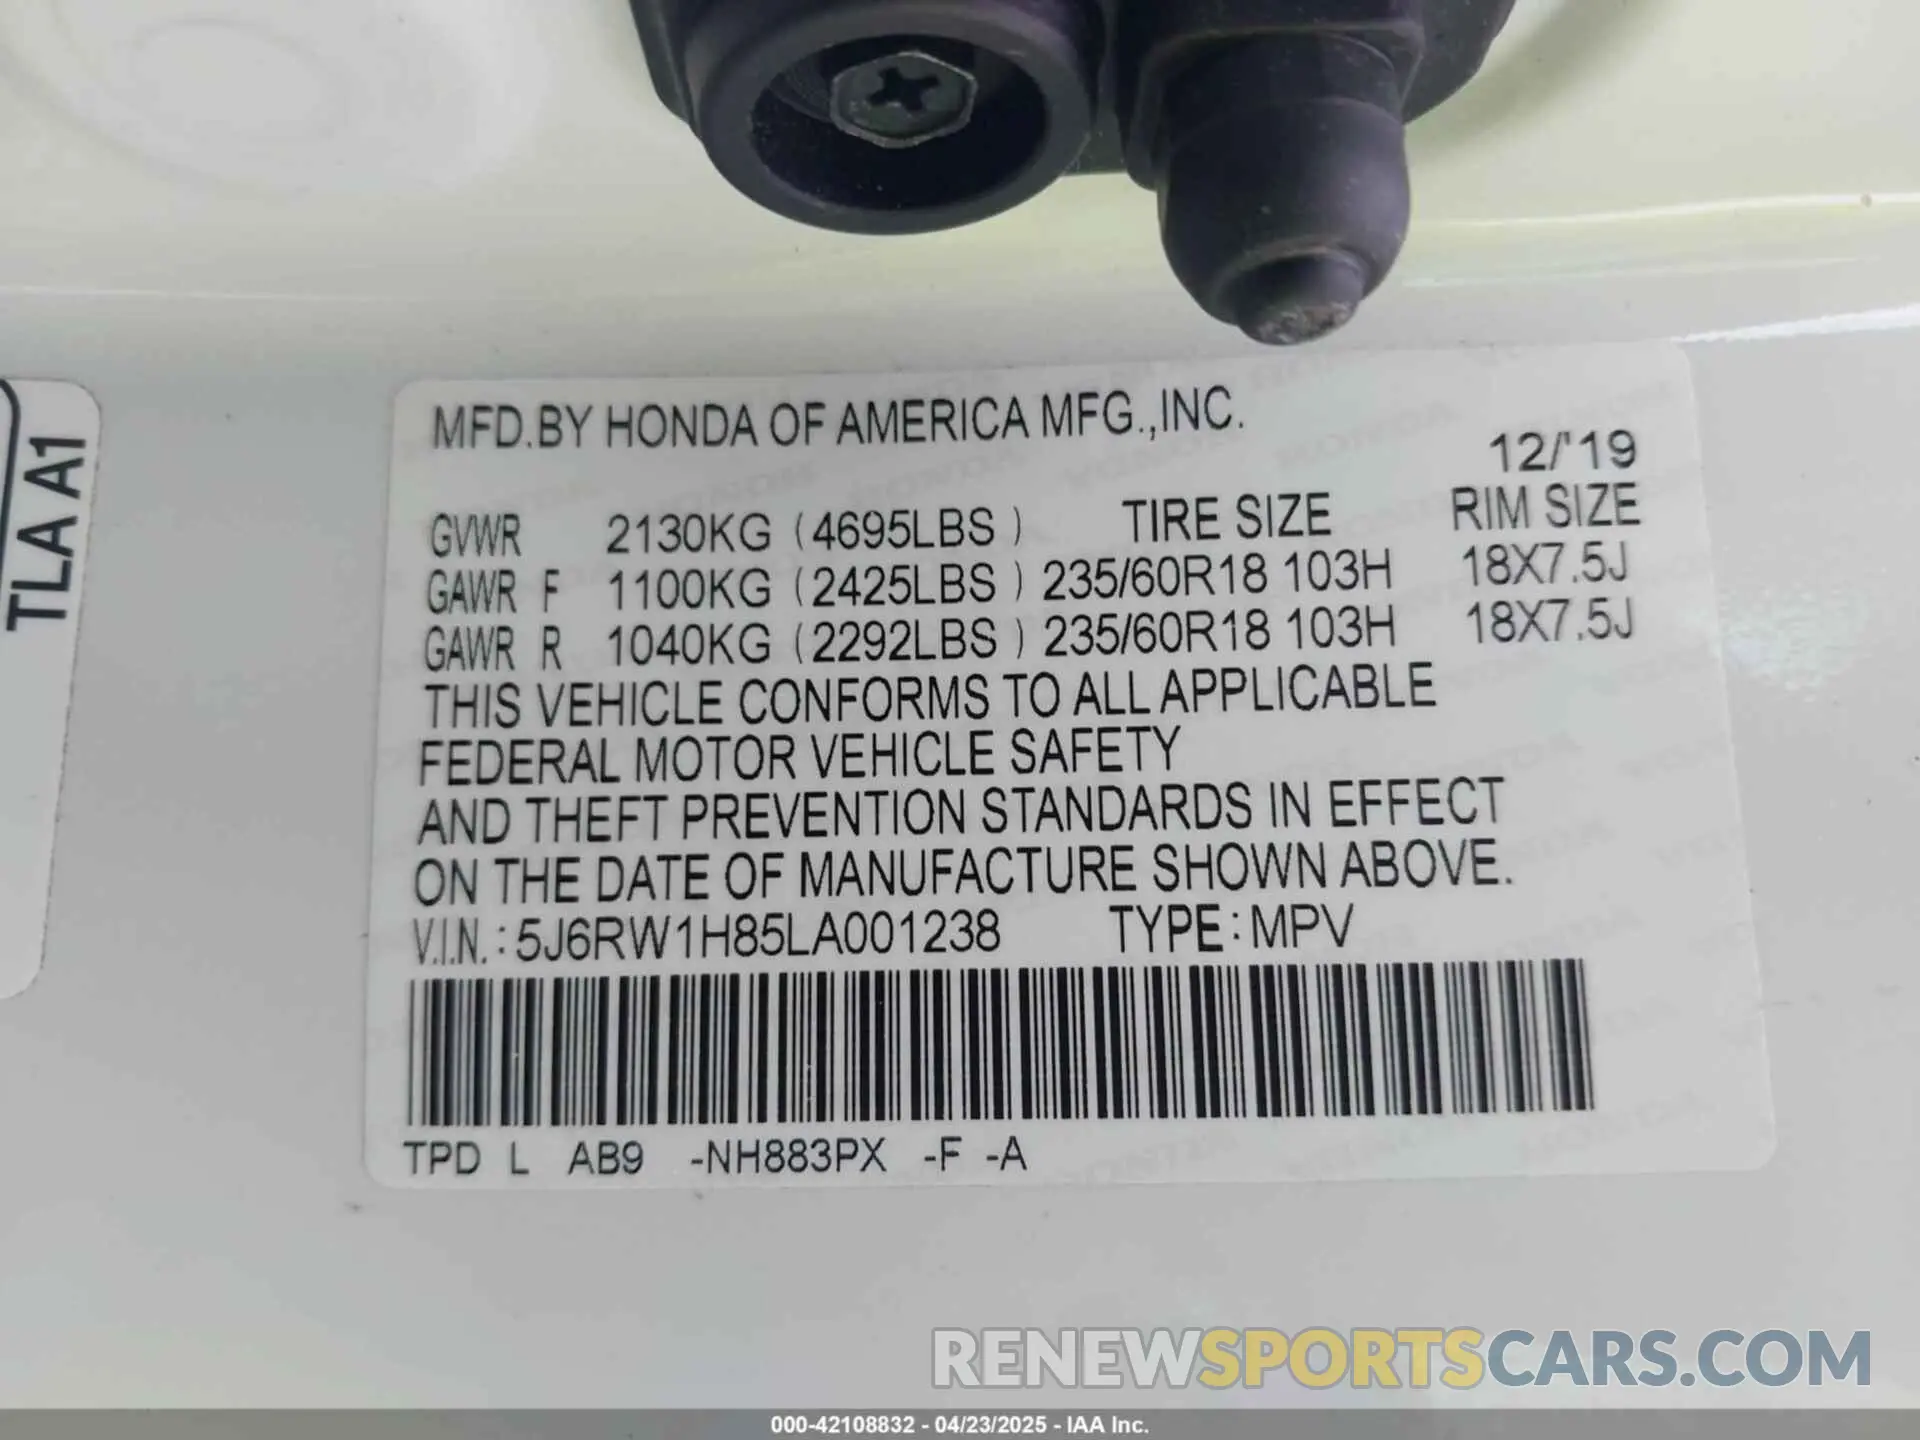 MFD.BY HONDA OF AMERICA MFG.,INC.
12/'19
GVWR 2130KG (4695LBS ) TIRE SIZE RIM SIZE
GAWR F 1100KG (2425LBS ) 235/60R18 103H 18X7.5J
GAWR R 1040KG (2292LBS ) 235/60R18 103H 18X7.5J
THIS VEHICLE CONFORMS TO ALL APPLICABLE
FEDERAL MOTOR VEHICLE SAFETY
AND THEFT PREVENTION STANDARDS IN EFFECT
ON THE DATE OF MANUFACTURE SHOWN ABOVE.
V.I.N.: 5J6RW1H85LA001238 TYPE: MPV
TPD L AB9 -NH883PX -F -A
TLA A1
RENEWSPORTSCARS.COM
000-42108832 - 04/23/2025 - IAA Inc.